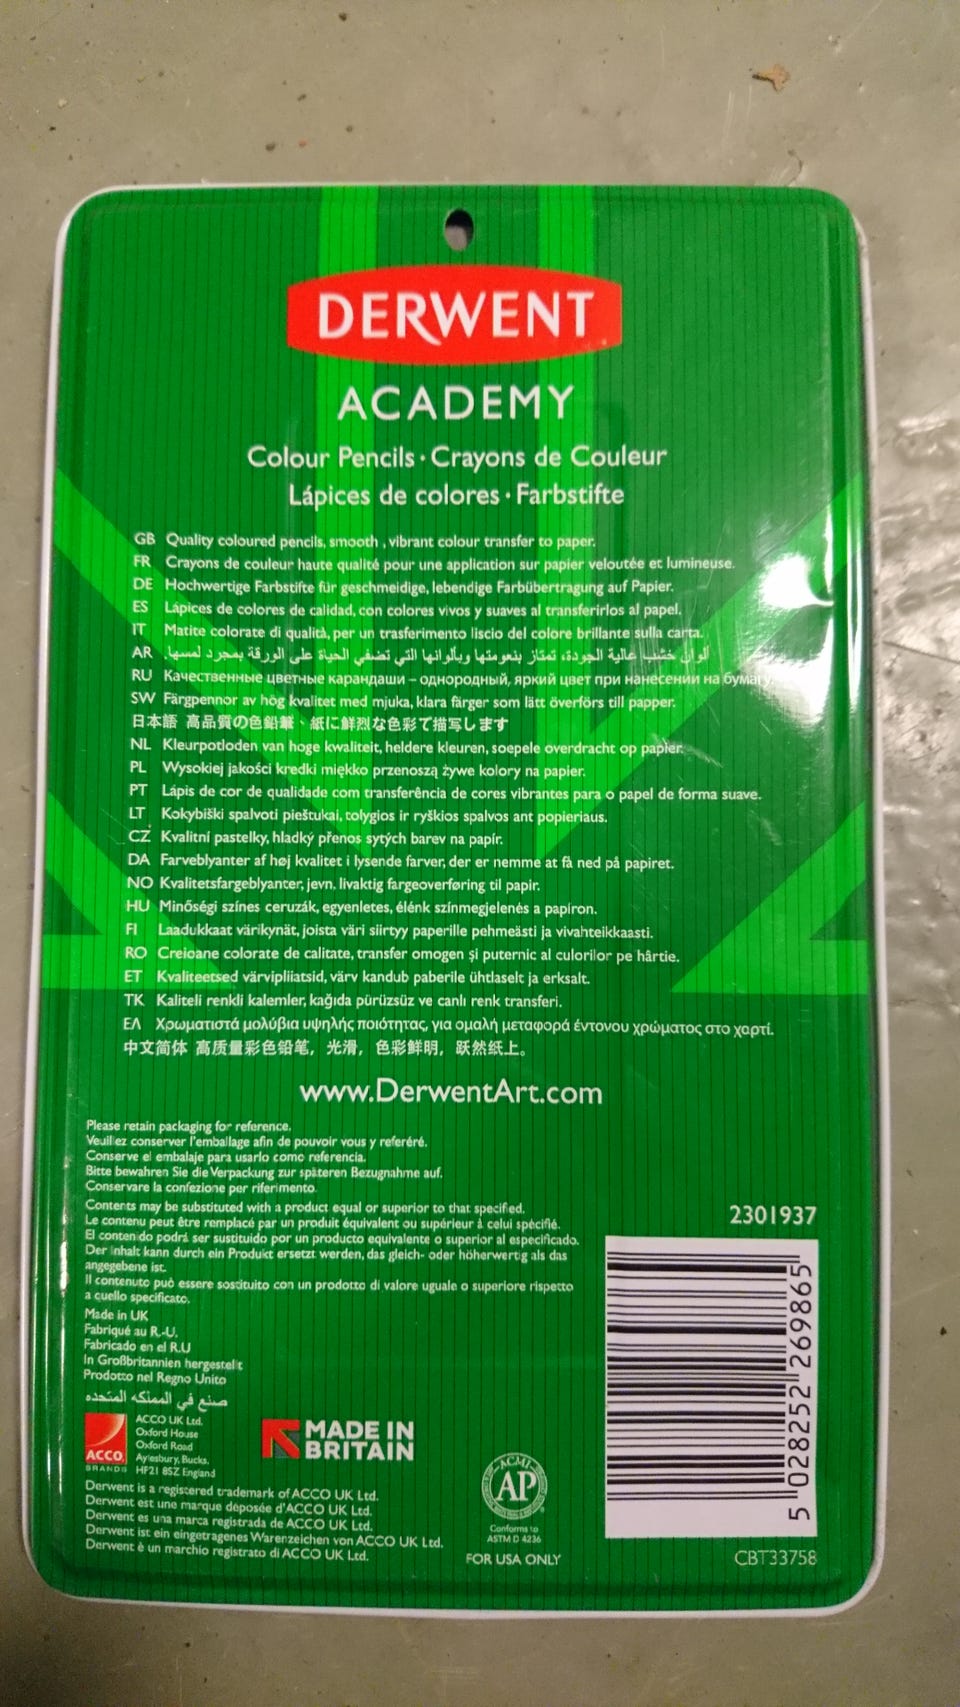 DERWENT
ACADEMY
Colour Pencils · Crayons de Couleur
Lápices de colores · Farbstifte
GB Quality coloured pencils, smooth , vibrant colour transfer to paper.
FR Crayons de couleur haute qualité pour une application sur papier veloutée et lumineuse.
DE Hochwertige Farbstifte für geschmeidige, lebendige Farbübertragung auf Papier.
ES Lápices de colores de calidad, con colores vivos y suaves al transferirlos al papel.
IT Matite colorate di qualità, per un trasferimento liscio del colore brillante sulla carta.
AR ألوان خشب عالية الجودة، تمتاز بنعومتها وبألوانها التي تضفي الحياة على الورقة بمجرد لمسها.
RU Качественные цветные карандаши – однородный, яркий цвет при нанесении на бумагу.
SW Färgpennor av hög kvalitet med mjuka, klara färger som lätt överförs till papper.
日本語 高品質の色鉛筆、紙に鮮烈な色彩で描写します
NL Kleurpotloden van hoge kwaliteit, heldere kleuren, soepele overdracht op papier.
PL Wysokiej jakości kredki miękko przenoszą żywe kolory na papier.
PT Lápis de cor de qualidade com transferência de cores vibrantes para o papel de forma suave.
LT Kokybiški spalvoti pieštukai, tolygios ir ryškios spalvos ant popieriaus.
CZ Kvalitní pastelky, hladký přenos sytých barev na papír.
DA Farveblyanter af høj kvalitet i lysende farver, der er nemme at få ned på papiret.
NO Kvalitetsfargeblyanter, jevn, livaktig fargeoverføring til papir.
HU Minőségi színes ceruzák, egyenletes, élénk színmegjelenés a papíron.
FI Laadukkaat värikynät, joista väri siirtyy paperille pehmeästi ja vivahteikkaasti.
RO Creioane colorate de calitate, transfer omogen și puternic al culorilor pe hârtie.
ET Kvaliteetsed värvipliiatsid, värv kandub paberile ühtlaselt ja erksalt.
TK Kaliteli renkli kalemler, kağıda pürüzsüz ve canlı renk transferi.
ΕΛ Χρωματιστά μολύβια υψηλής ποιότητας, για ομαλή μεταφορά έντονου χρώματος στο χαρτί.
中文简体 高质量彩色铅笔，光滑，色彩鲜明，跃然纸上。
www.DerwentArt.com
Please retain packaging for reference.
Veuillez conserver l'emballage afin de pouvoir vous y referéré.
Conserve el embalaje para usarlo como referencia.
Bitte bewahren Sie die Verpackung zur späteren Bezugnahme auf.
Conservare la confezione per riferimento.
Contents may be substituted with a product equal or superior to that specified.
Le contenu peut être remplacé par un produit équivalent ou supérieur à celui spécifié.
El contenido podrá ser sustituido por un producto equivalente o superior al especificado.
Der Inhalt kann durch ein Produkt ersetzt werden, das gleich- oder höherwertig als das
angegebene ist.
Il contenuto può essere sostituito con un prodotto di valore uguale o superiore rispetto
a cuello specificato.
Made in UK
Fabriqué au R.-U.
Fabricado en el R.U
In Großbritannien hergestellt
Prodotto nel Regno Unito
صنع في المملكه المتحده
ACCO
BRANDS
ACCO UK Ltd.
Oxford House
Oxford Road
Aylesbury, Bucks.
HP21 8SZ England
MADE IN
BRITAIN
Derwent is a registered trademark of ACCO UK Ltd.
Derwent est une marque déposée d'ACCO UK Ltd.
Derwent es una marca registrada de ACCO UK Ltd.
Derwent ist ein eingetragenes Warenzeichen von ACCO UK Ltd.
Derwent è un marchio registrato di ACCO UK Ltd.
ACMI
AP
Conforms to
ASTM D 4236
FOR USA ONLY
2301937
5 028252 269865
CBT33758